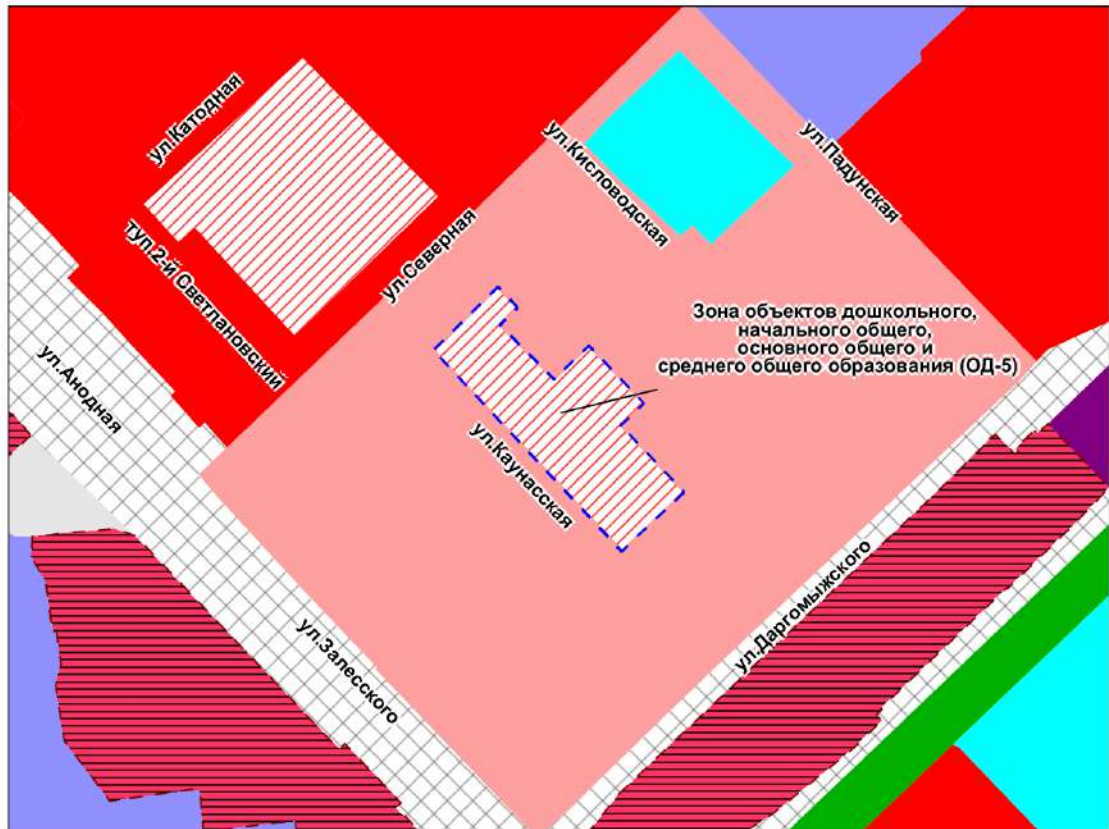 ул.Катодная
ул.Кисловодская
ул.Падунская
туп.2-й Светлановский
ул.Северная
Зона объектов дошкольного,
начального общего,
основного общего и
среднего общего образования (ОД-5)
ул.Анодная
ул.Каунасская
ул.Даргомыжского
ул.Залесского